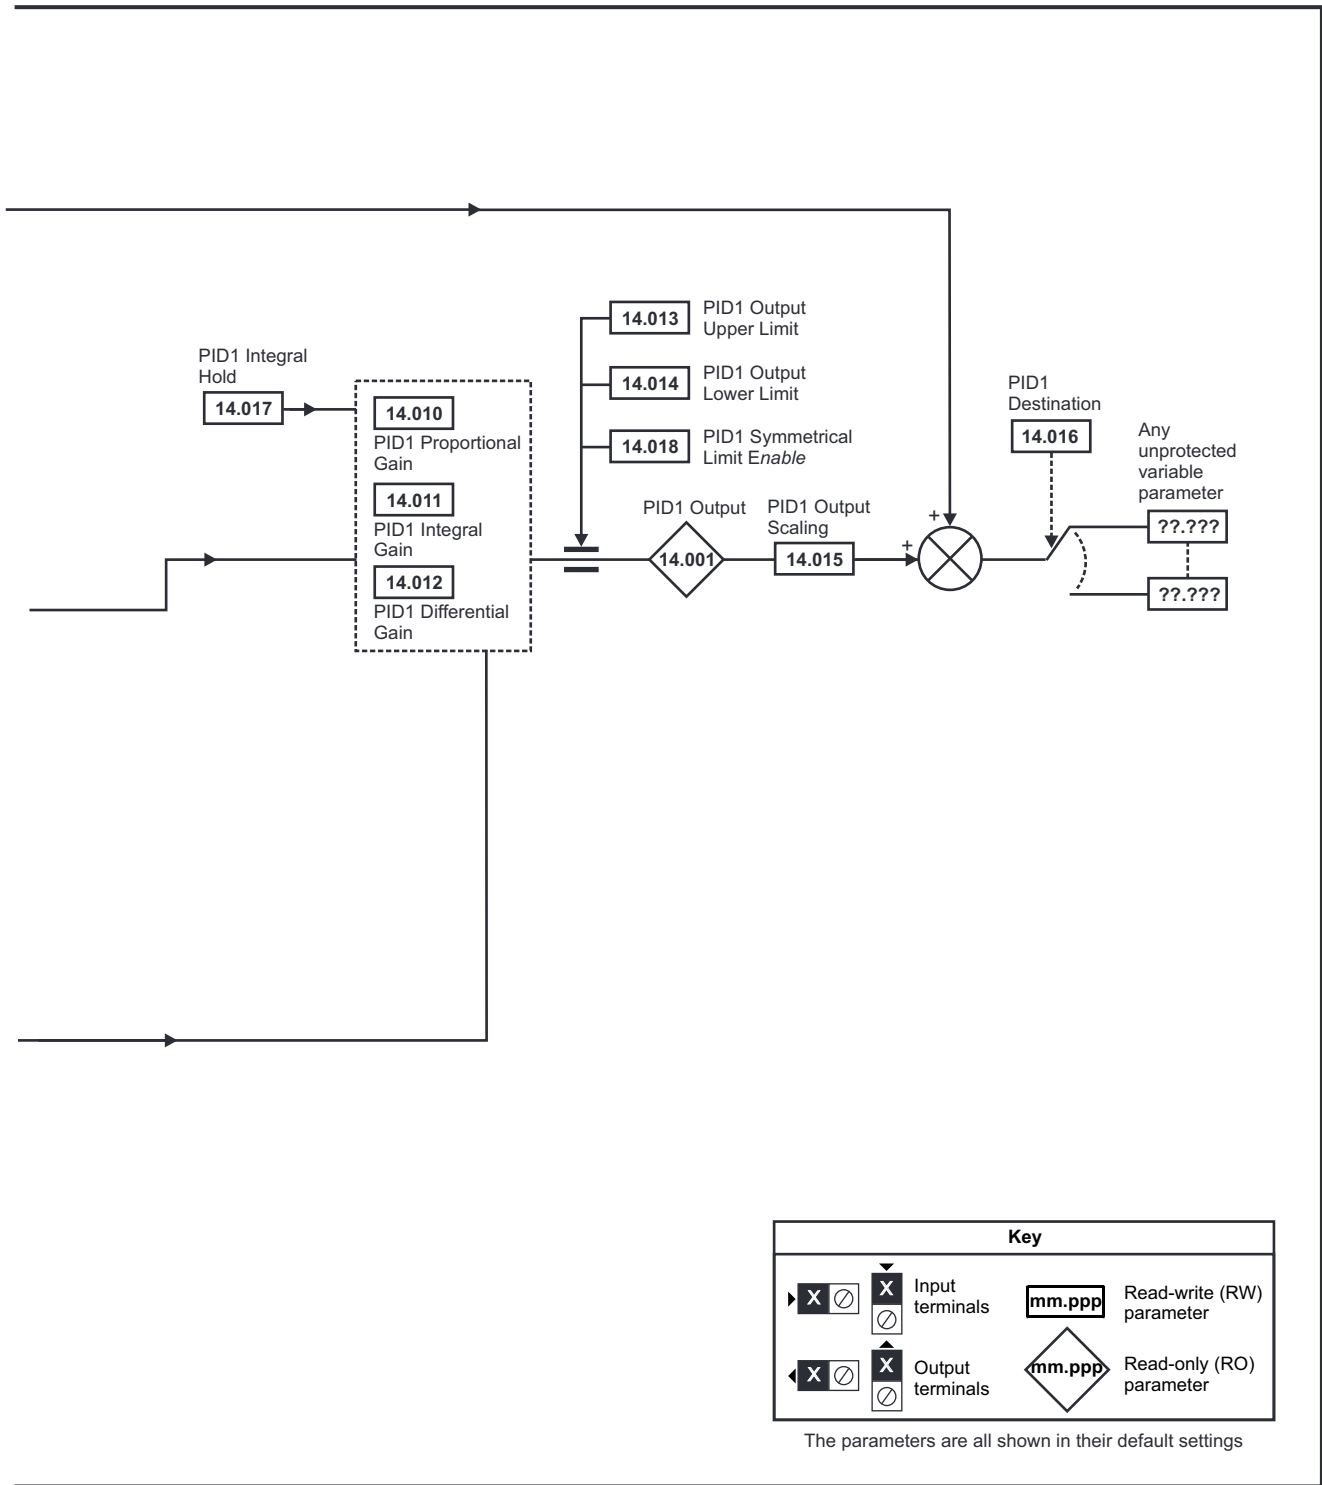 14.013
PID1 Output
Upper Limit
14.014
PID1 Output
Lower Limit
14.018
PID1 Symmetrical
Limit Enable
PID1 Integral
Hold
14.017
14.010
PID1 Proportional
Gain
14.011
PID1 Integral
Gain
14.012
PID1 Differential
Gain
PID1 Output
14.001
PID1 Output
Scaling
14.015
+
+
PID1
Destination
14.016
Any
unprotected
variable
parameter
??.???
??.???
Key
X
X
Input
terminals
mm.ppp
Read-write (RW)
parameter
X
X
Output
terminals
mm.ppp
Read-only (RO)
parameter
The parameters are all shown in their default settings